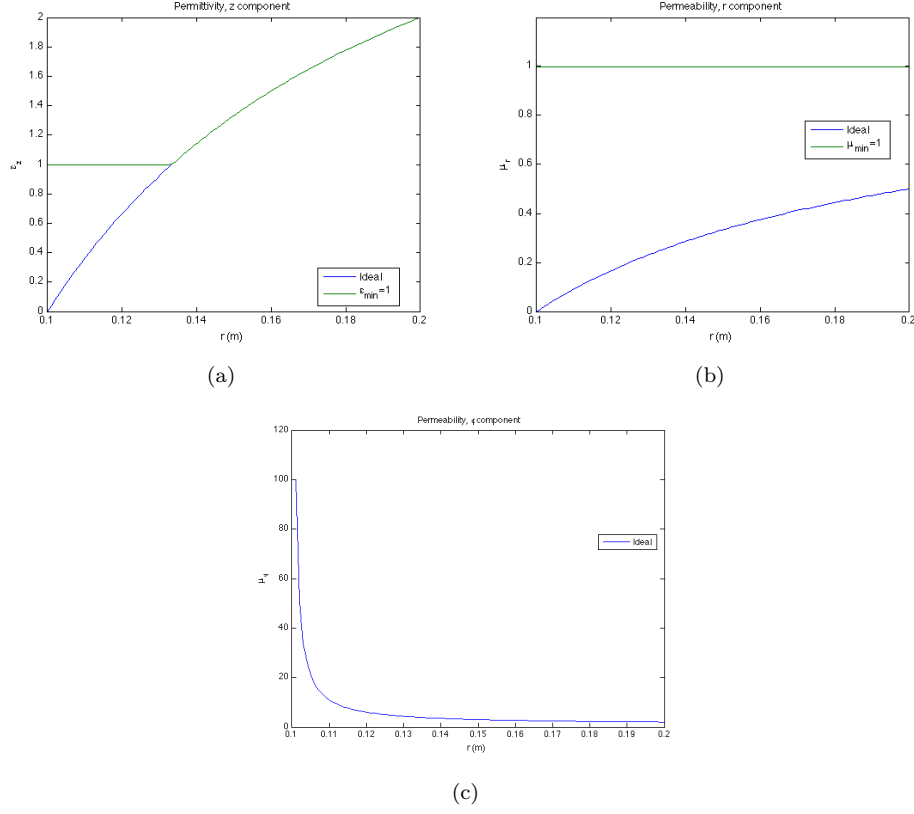 Permittivity, z component
2
1.8
1.6
1.4
1.2
1
0.8
0.6
0.4
0.2
0
ε_z
Ideal
ε_min=1
0.1 0.12 0.14 0.16 0.18 0.2
r (m)
(a)
Permeability, r component
1
0.8
0.6
0.4
0.2
0
μ_r
Ideal
μ_min=1
0.1 0.12 0.14 0.16 0.18 0.2
r (m)
(b)
Permeability, φ component
120
100
80
60
40
20
0
μ_φ
Ideal
0.1 0.11 0.12 0.13 0.14 0.15 0.16 0.17 0.18 0.19 0.2
r (m)
(c)